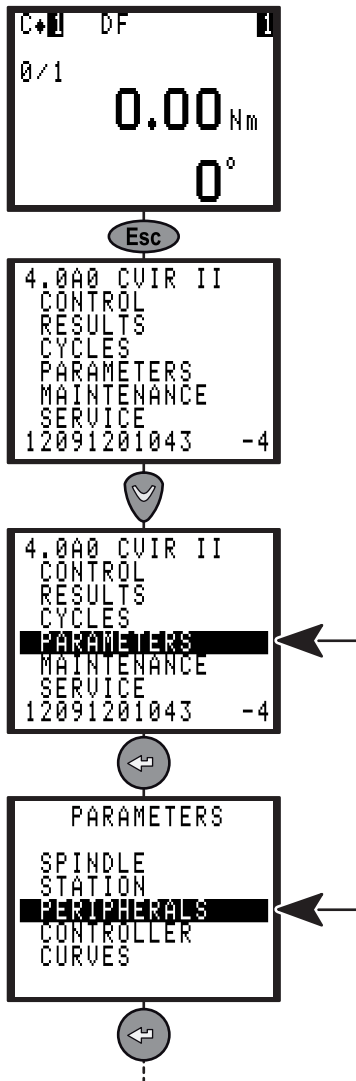 C♦1 DF 1
0/1
0.00 Nm
0°
Esc
4.0A0 CVIR II
CONTROL
RESULTS
CYCLES
PARAMETERS
MAINTENANCE
SERVICE
12091201043 -4
4.0A0 CVIR II
CONTROL
RESULTS
CYCLES
PARAMETERS
MAINTENANCE
SERVICE
12091201043 -4
PARAMETERS
SPINDLE
STATION
PERIPHERALS
CONTROLLER
CURVES